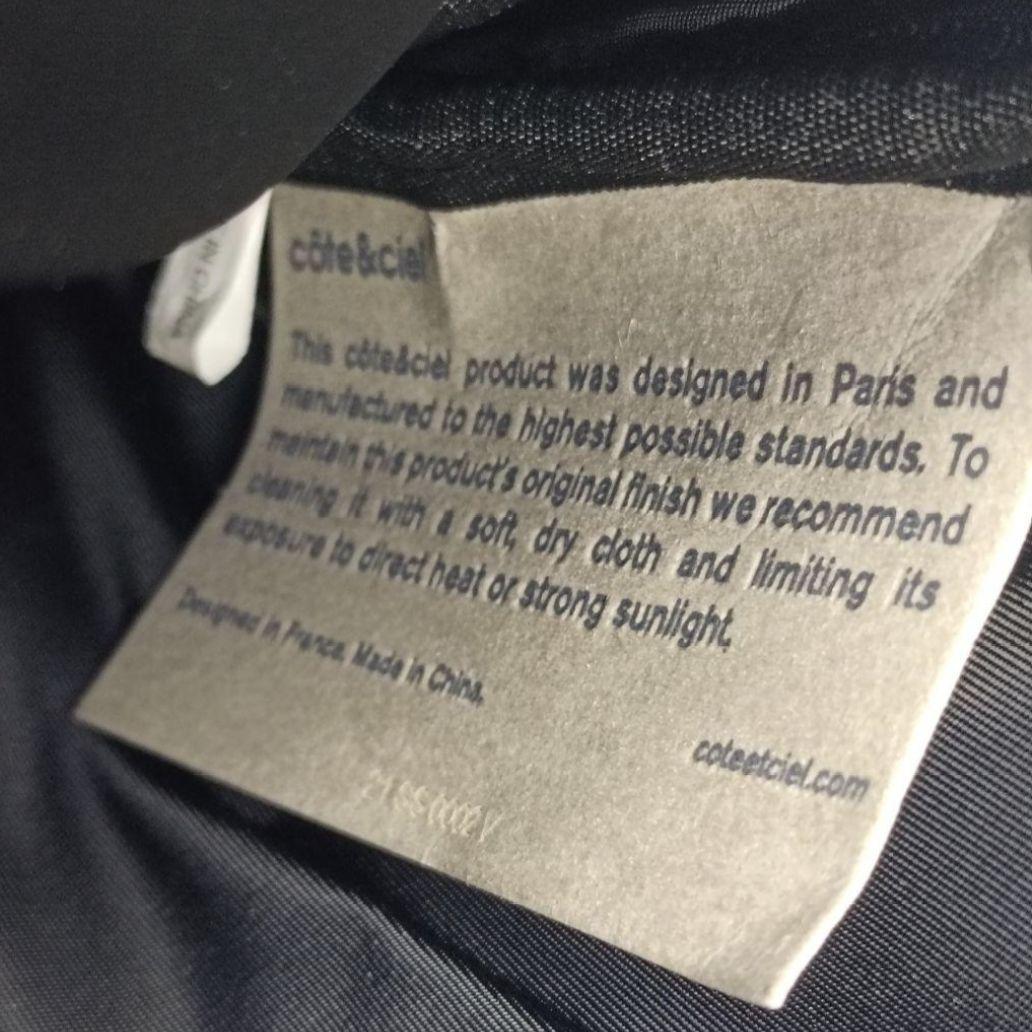 côte&ciel
This côte&ciel product was designed in Paris and
manufactured to the highest possible standards. To
maintain this product's original finish we recommend
cleaning it with a soft, dry cloth and limiting its
exposure to direct heat or strong sunlight.
Designed in France. Made in China.
coteetciel.com